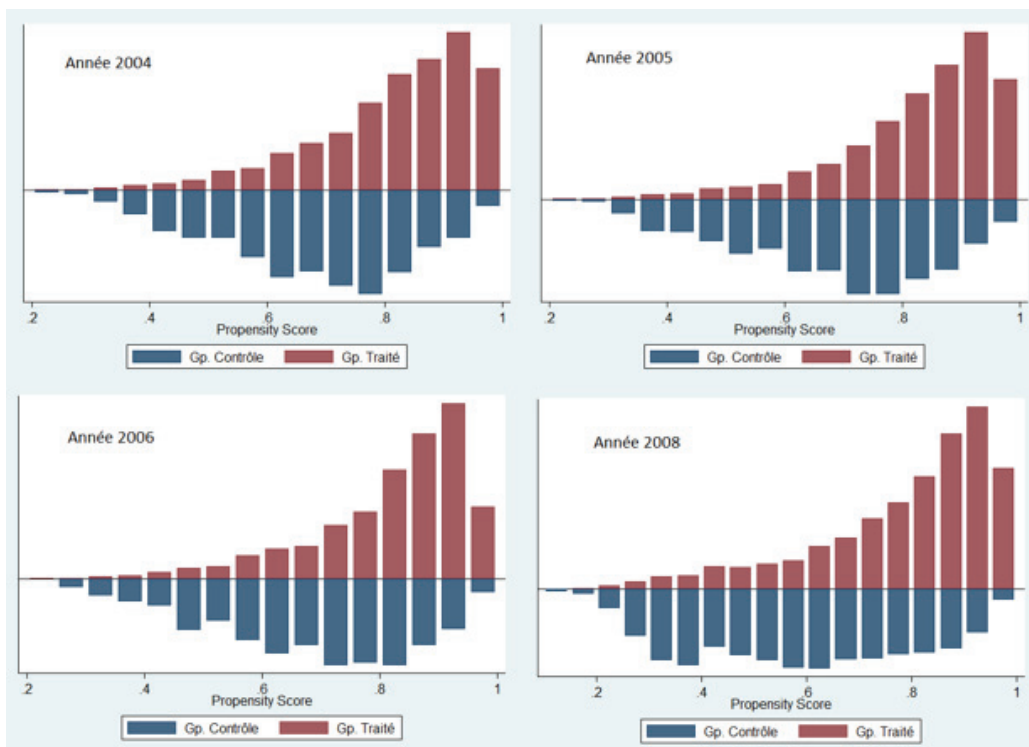 Année 2004
.2 .4 .6 .8 1
Propensity Score
Gp. Contrôle Gp. Traité
Année 2005
.2 .4 .6 .8 1
Propensity Score
Gp. Contrôle Gp. Traité
Année 2006
.2 .4 .6 .8 1
Propensity Score
Gp. Contrôle Gp. Traité
Année 2008
.2 .4 .6 .8 1
Propensity Score
Gp. Contrôle Gp. Traité